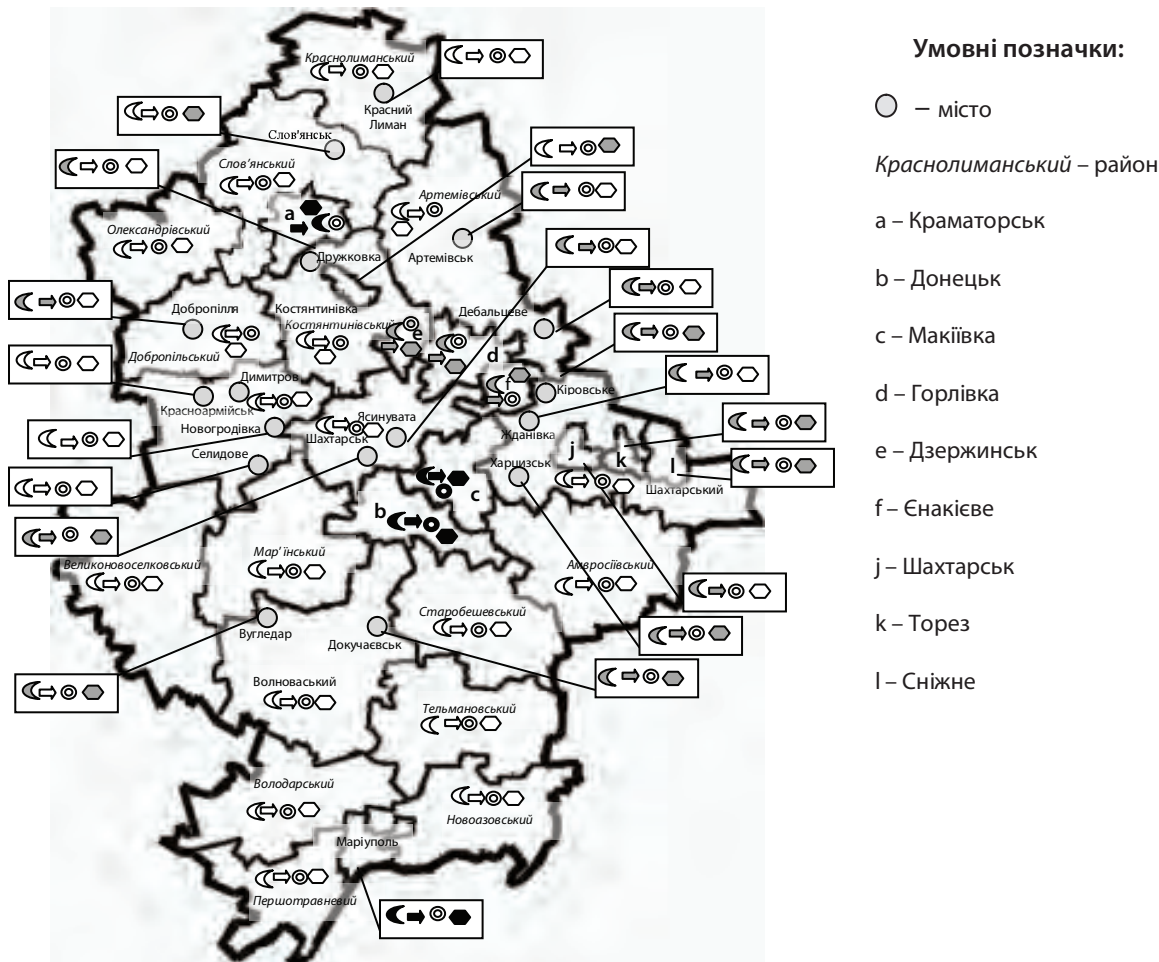 Умовні позначки:
– місто
Краснолиманський – район
a – Краматорськ
b – Донецьк
c – Макіївка
d – Горлівка
e – Дзержинськ
f – Єнакієве
j – Шахтарськ
k – Торез
l – Сніжне
Краснолиманський
Красний
Лиман
Слов'янськ
Слов'янський
a
Артемівський
Олександрівський
Дружковка
Артемівськ
Добропілля
Костянтинівка
Костянтинівський
Дебальцеве
e
d
Добропільський
f
Димитров
Кіровське
Красноармійськ
Новогродівка
Ясинувата
Жданівка
Шахтарськ
Селидове
Харцизськ
j
k
l
Шахтарський
c
b
Мар'їнський
Великоновоселковський
Амвросіївський
Старобешевський
Вугледар
Докучаєвськ
Волноваський
Тельмановський
Володарський
Новоазовський
Маріуполь
Першотравневий